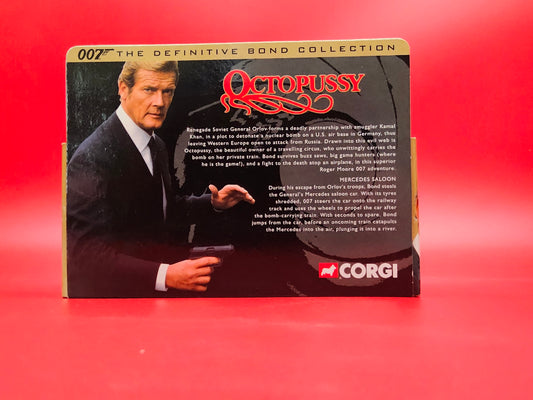 007 THE DEFINITIVE BOND COLLECTION
OCTOPUSSY
Renegade Soviet General Orlov forms a deadly partnership with smuggler Kamal
Khan, in a plot to detonate a nuclear bomb on a U.S. air base in Germany, thus
leaving Western Europe open to attack from Russia. Drawn into this evil web is
Octopussy, the beautiful owner of a travelling circus, who unwittingly carries the
bomb on her private train. Bond survives buzz saws, big game hunters (where
he is the game!), and a fight to the death atop an airplane, in this superior
Roger Moore 007 adventure.
MERCEDES SALOON
During his escape from Orlov's troops, Bond steals
the General's Mercedes saloon car. With its tyres
shredded, 007 steers the car onto the railway
track and uses the wheels to propel the car after
the bomb-carrying train. With seconds to spare, Bond
jumps from the car, before an oncoming train catapults
the Mercedes into the air, plunging it into a river.
CORGI